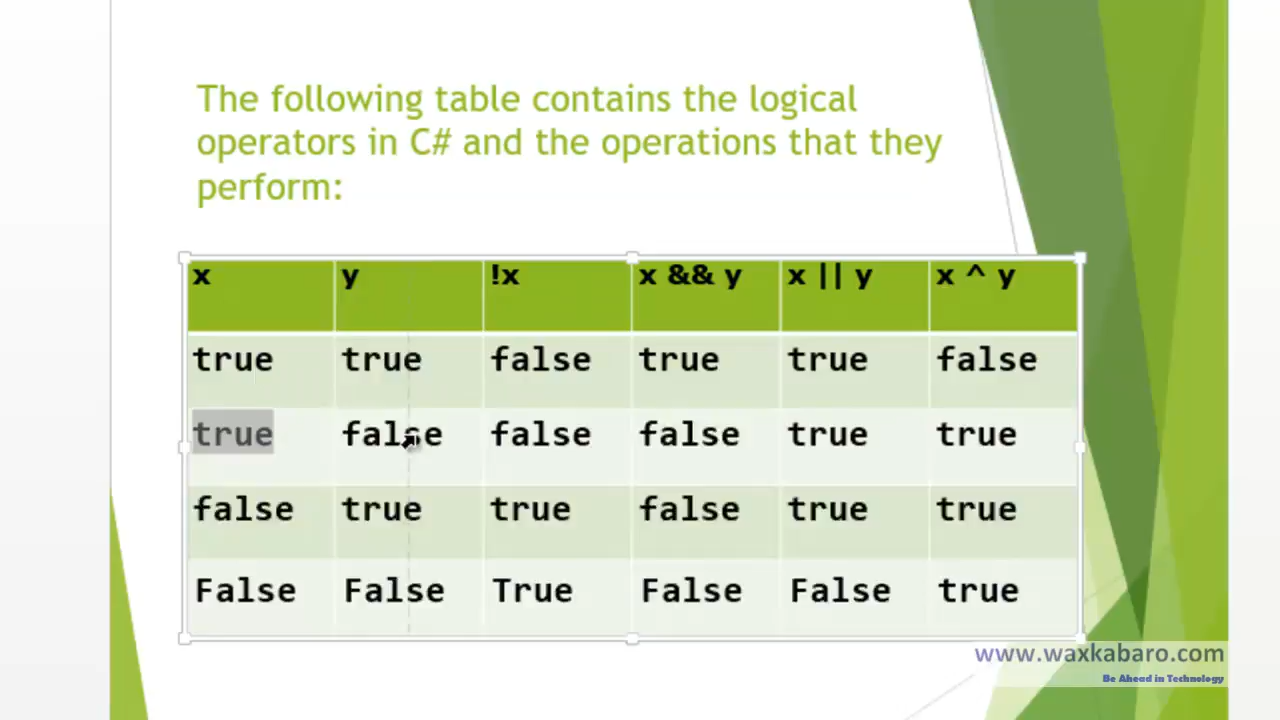 The following table contains the logical
operators in C# and the operations that they
perform:
x y !x x && y x || y x ^ y
true true false true true false
true false false false true true
false true true false true true
False False True False False true
www.waxkabaro.com
Be Ahead in Technology